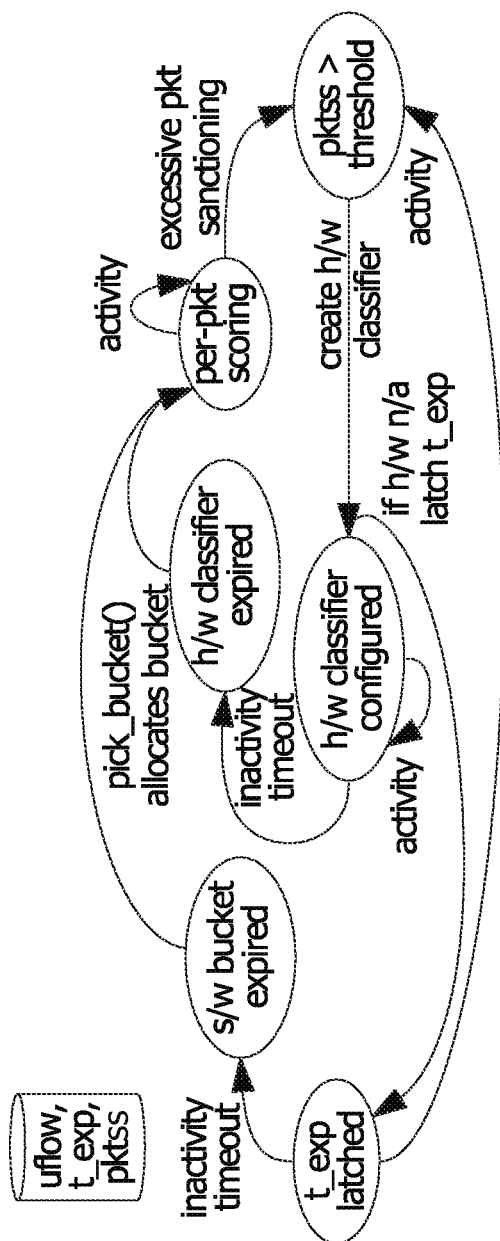 uflow,
t_exp,
pktss
inactivity
timeout
t_exp
latched
s/w bucket
expired
pick_bucket()
allocates bucket
inactivity
timeout
h/w classifier
expired
h/w classifier
configured
activity
activity
per-pkt
scoring
excessive pkt
sanctioning
create h/w
classifier
if h/w n/a
latch t_exp
pktss >
threshold
activity